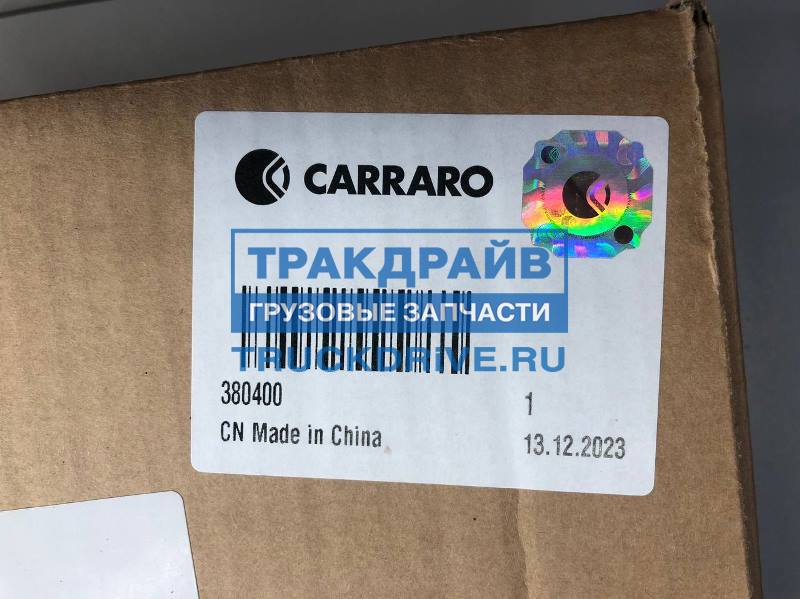 CARRARO
ТРАКДРАЙВ
ГРУЗОВЫЕ ЗАПЧАСТИ
TRUCKDRIVE.RU
380400
1
CN Made in China
13.12.2023